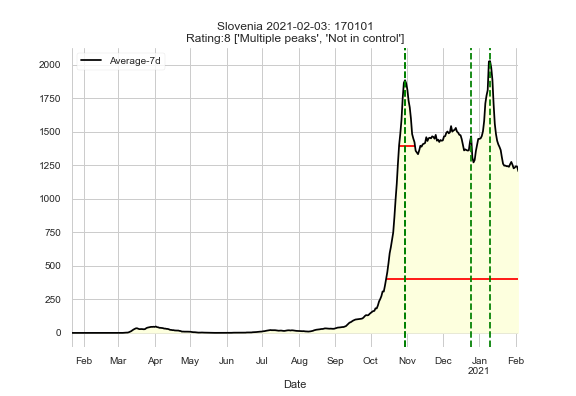 Slovenia 2021-02-03: 170101
Rating:8 ['Multiple peaks', 'Not in control']
Average-7d
2000
1750
1500
1250
1000
750
500
250
0
Feb Mar Apr May Jun Jul Aug Sep Oct Nov Dec Jan Feb
2021
Date